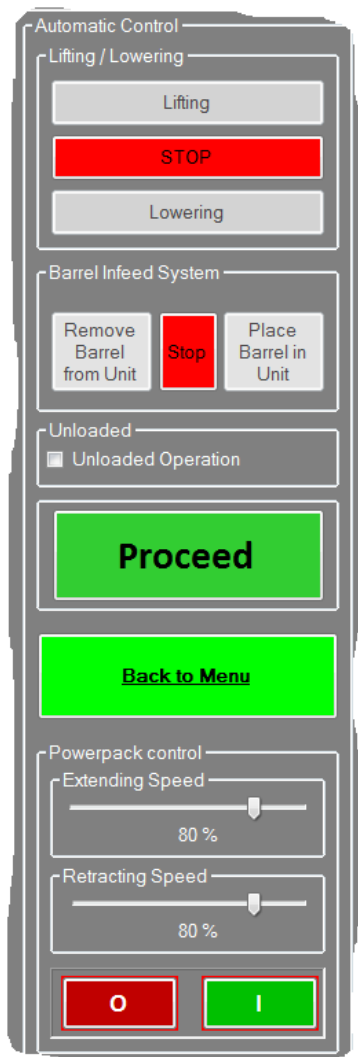 Automatic Control
Lifting / Lowering
Lifting
STOP
Lowering
Barrel Infeed System
Remove
Barrel
from Unit
Stop
Place
Barrel in
Unit
Unloaded
Unloaded Operation
Proceed
Back to Menu
Powerpack control
Extending Speed
80 %
Retracting Speed
80 %
O
I